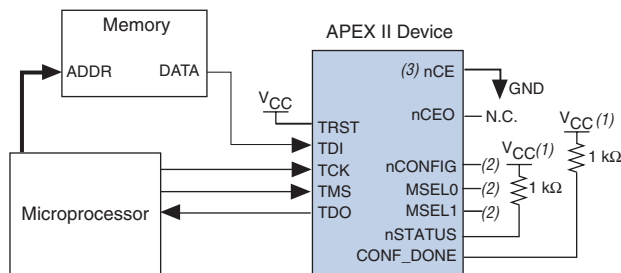 APEX II Device
Memory
ADDR
DATA
Microprocessor
VCC
TRST
TDI
TCK
TMS
TDO
(3) nCE
GND
nCEO
N.C.
nCONFIG
(2)
MSEL0
(2)
MSEL1
(2)
nSTATUS
CONF_DONE
VCC(1)
1 kΩ
VCC(1)
1 kΩ